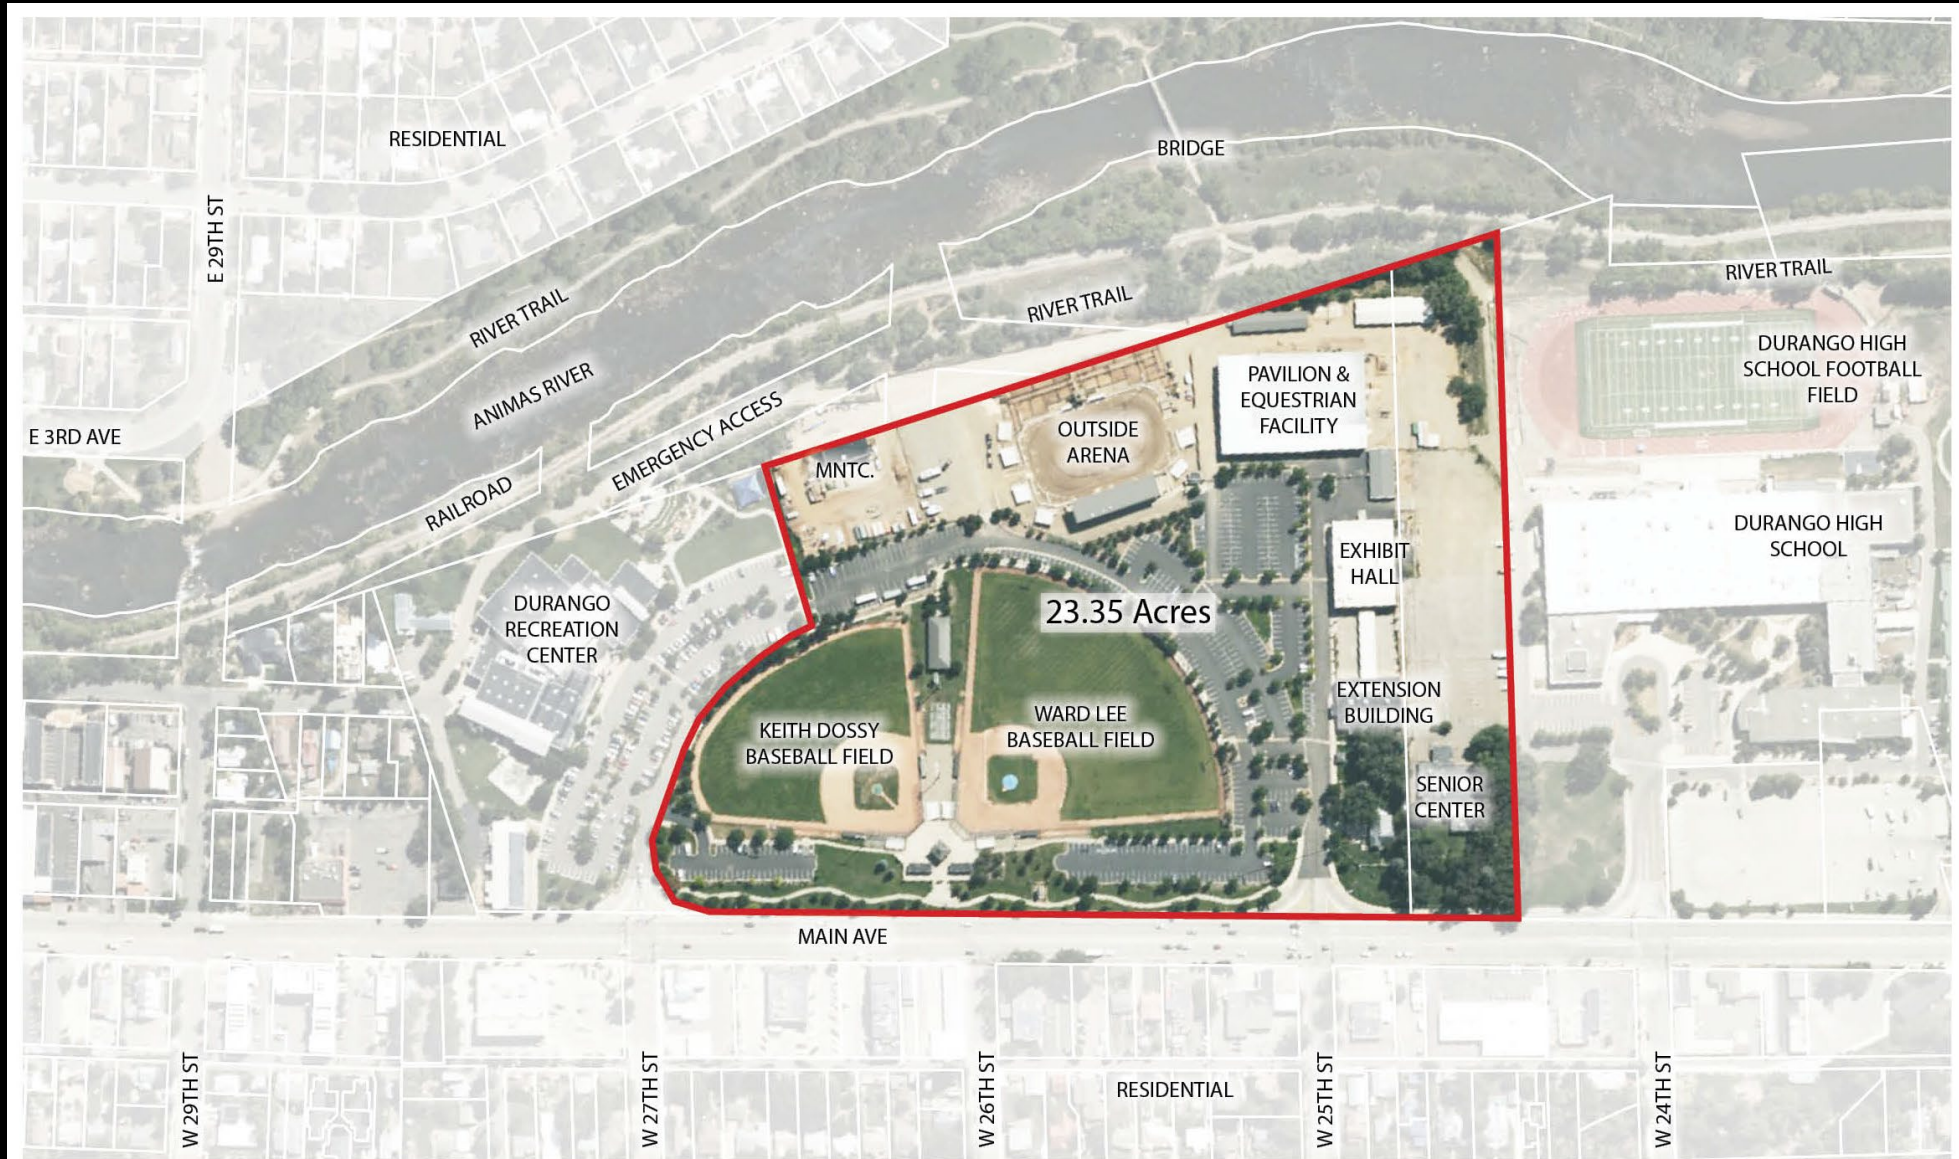 RESIDENTIAL
BRIDGE
E 29TH ST
RIVER TRAIL
RIVER TRAIL
RIVER TRAIL
ANIMAS RIVER
E 3RD AVE
EMERGENCY ACCESS
RAILROAD
MNTC.
OUTSIDE
ARENA
PAVILION &
EQUESTRIAN
FACILITY
DURANGO HIGH
SCHOOL FOOTBALL
FIELD
DURANGO HIGH
SCHOOL
EXHIBIT
HALL
DURANGO
RECREATION
CENTER
23.35 Acres
KEITH DOSSY
BASEBALL FIELD
WARD LEE
BASEBALL FIELD
EXTENSION
BUILDING
SENIOR
CENTER
MAIN AVE
W 29TH ST
W 27TH ST
W 26TH ST
RESIDENTIAL
W 25TH ST
W 24TH ST